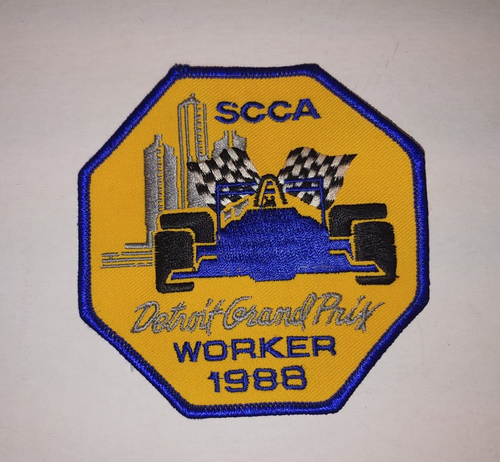 SCCA
Detroit Grand Prix
WORKER
1988